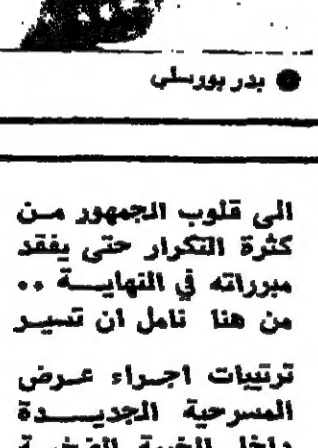 ● بدر بورسلي
الى قلوب الجمهور من
كثرة التكرار حتى يفقد
مبرراته في النهاية ..
من هنا نامل ان تسير
ترتيبات اجراء عرض
المسرحية الجديدة